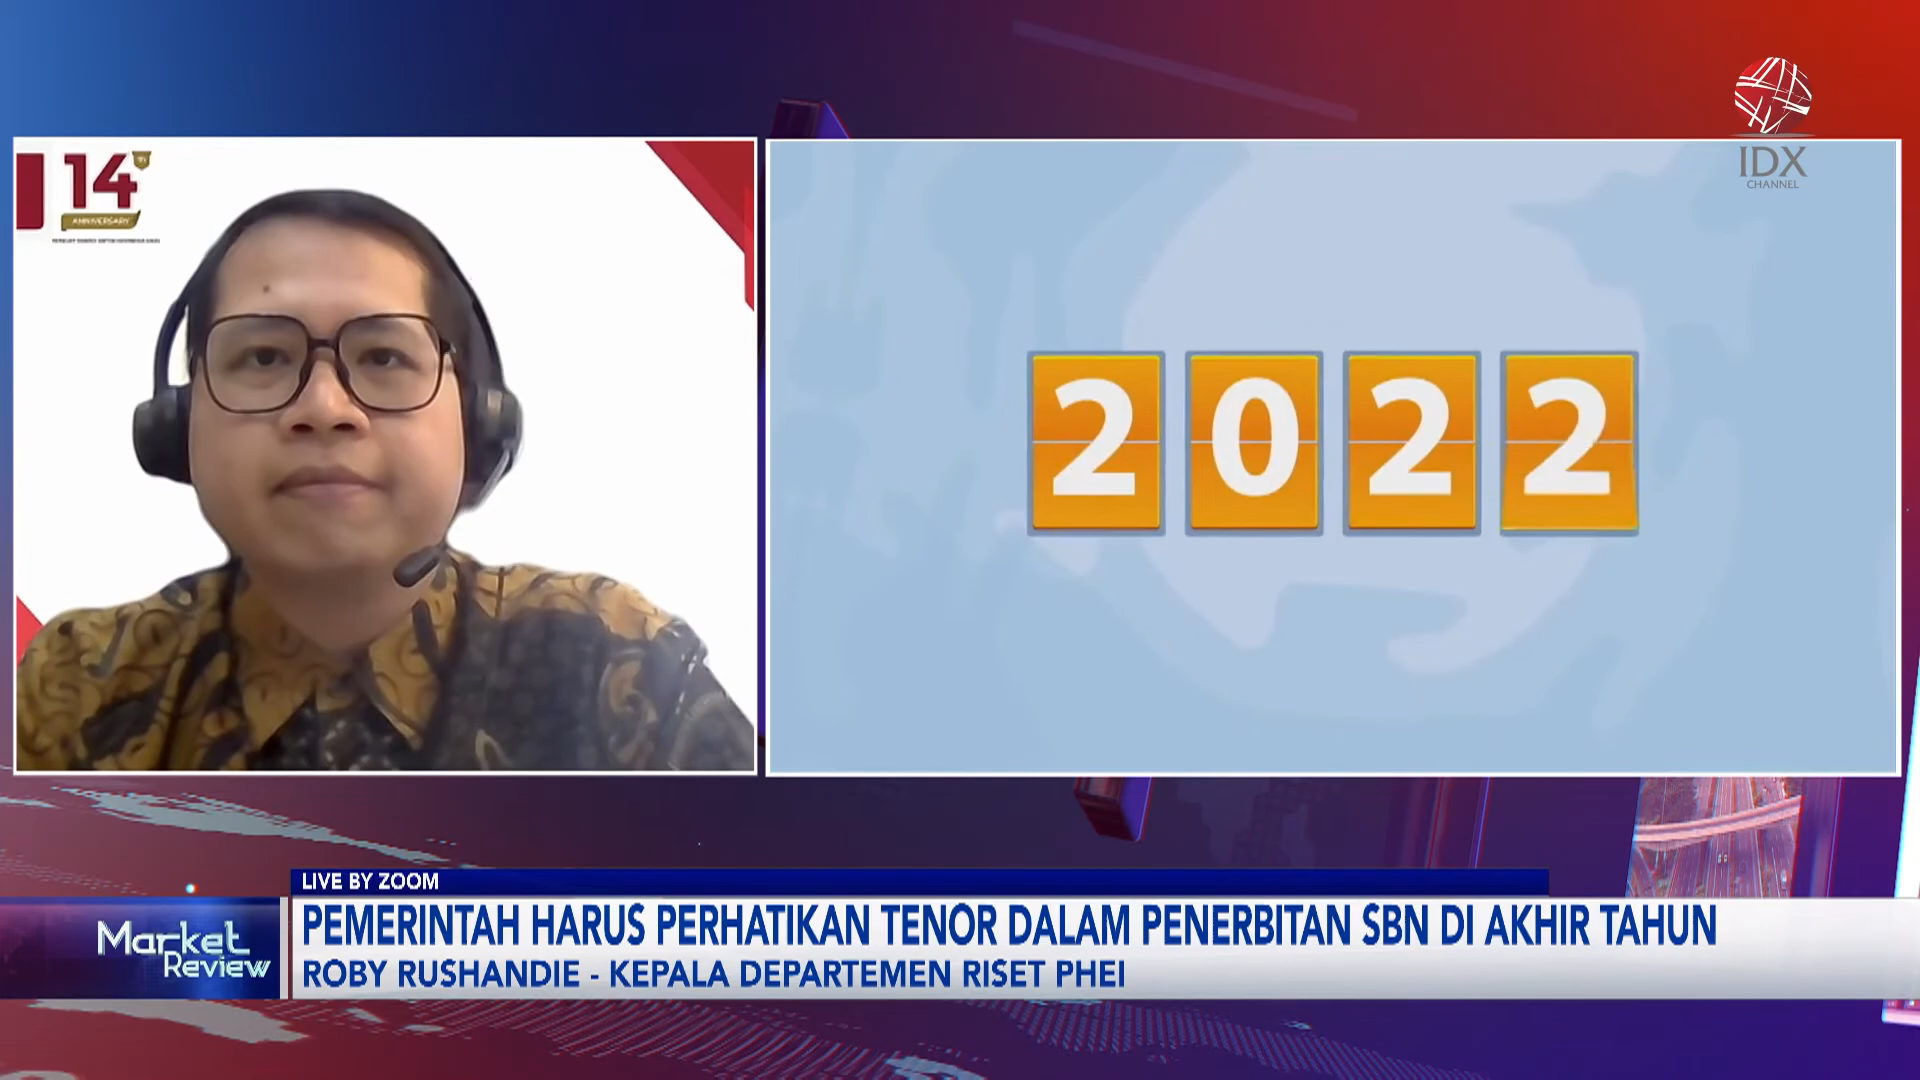 14
ANNIVERSARY
IDX
CHANNEL
2022
LIVE BY ZOOM
Market
Review
PEMERINTAH HARUS PERHATIKAN TENOR DALAM PENERBITAN SBN DI AKHIR TAHUN
ROBY RUSHANDIE - KEPALA DEPARTEMEN RISET PHEI